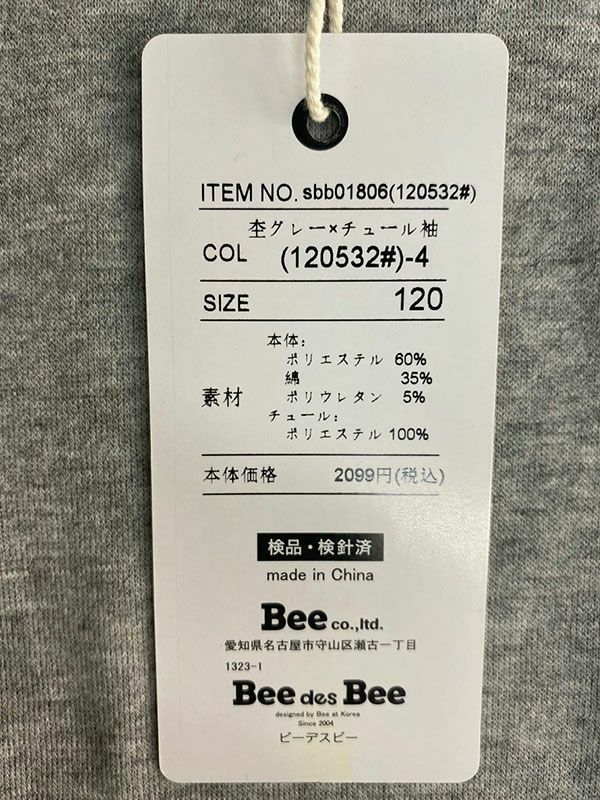 ITEM NO. sbb01806(120532#)
杢グレー×チュール袖
COL (120532#)-4
SIZE 120
本体:
ポリエステル 60%
綿 35%
素材 ポリウレタン 5%
チュール:
ポリエステル 100%
本体価格 2099円(税込)
検品・検針済
made in China
Bee co.,ltd.
愛知県名古屋市守山区瀬古一丁目
1323-1
Bee des Bee
designed by Bee at Korea
Since 2004
ビーデスビー